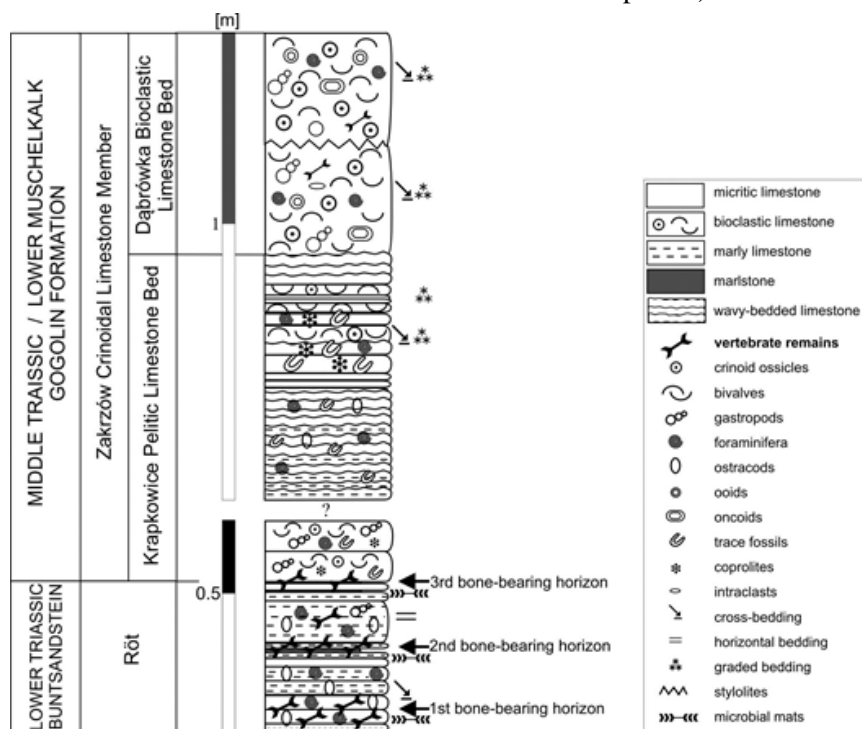 [m]
MIDDLE TRAISSIC / LOWER MUSCHELKALK
GOGOLIN FORMATION
Zakrzów Crinoidal Limestone Member
Dąbrówka Bioclastic
Limestone Bed
Krapkowice Pelitic Limestone Bed
LOWER TRIASSIC
BUNTSANDSTEIN
Röt
1
0.5
?
3rd bone-bearing horizon
2nd bone-bearing horizon
1st bone-bearing horizon
micritic limestone
bioclastic limestone
marly limestone
marlstone
wavy-bedded limestone
vertebrate remains
crinoid ossicles
bivalves
gastropods
foraminifera
ostracods
ooids
oncoids
trace fossils
coprolites
intraclasts
cross-bedding
horizontal bedding
graded bedding
stylolites
microbial mats